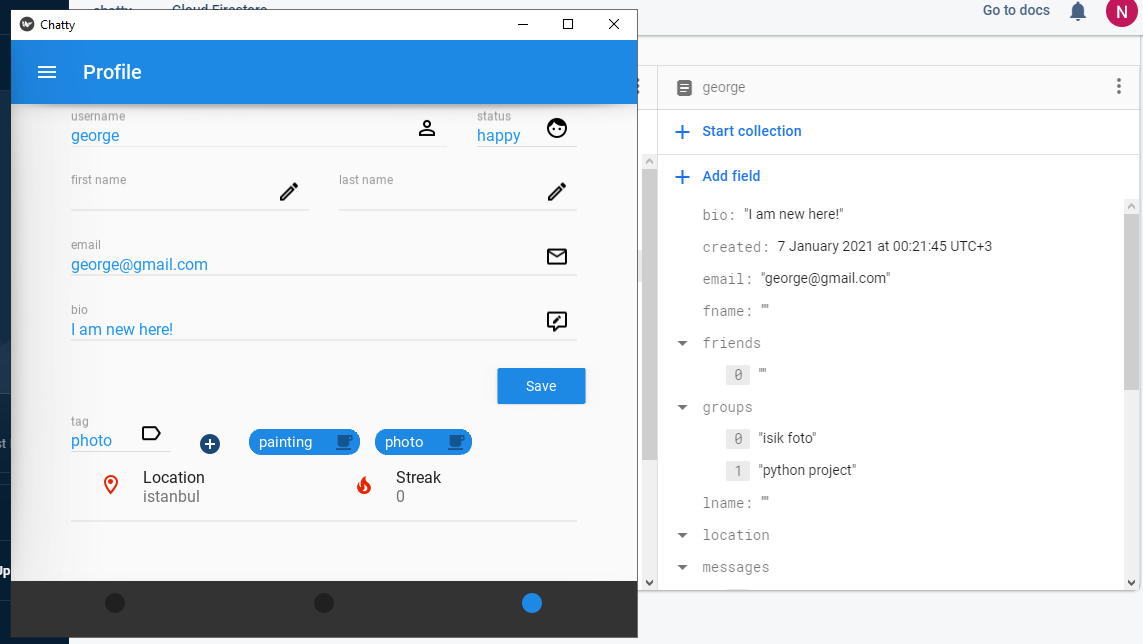 Chatty
Profile
username
george
status
happy
first name
last name
email
george@gmail.com
bio
I am new here!
Save
tag
photo
painting
photo
Location
istanbul
Streak
0
Go to docs
N
george
Start collection
Add field
bio: "I am new here!"
created: 7 January 2021 at 00:21:45 UTC+3
email: "george@gmail.com"
fname: ""
friends
0 ""
groups
0 "isik foto"
1 "python project"
lname: ""
location
messages